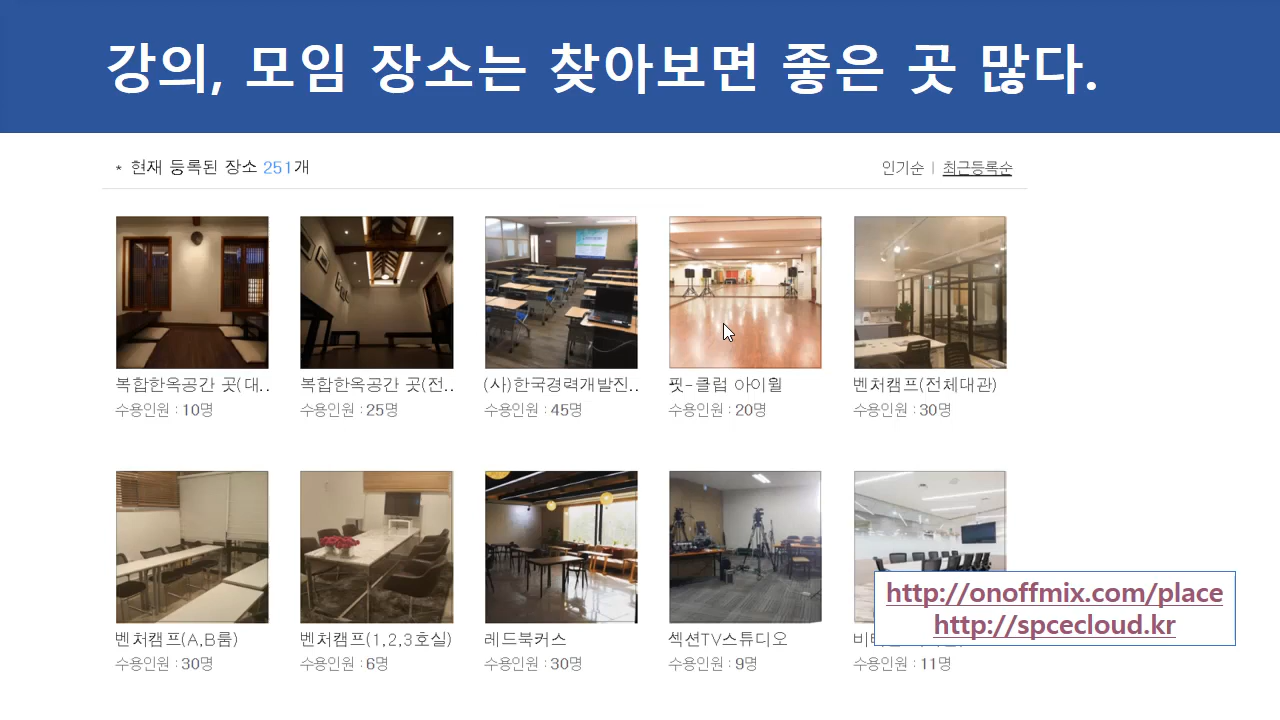 강의, 모임 장소는 찾아보면 좋은 곳 많다.
* 현재 등록된 장소 251개
인기순 | 최근등록순
복합한옥공간 곳(대..
복합한옥공간 곳(전..
(사)한국경력개발진..
핏-클럽 아이월
벤처캠프(전체대관)
수용인원 : 10명
수용인원 : 25명
수용인원 : 45명
수용인원 : 20명
수용인원 : 30명
http://onoffmix.com/place
http://spcecloud.kr
벤처캠프(A,B룸)
벤처캠프(1,2,3호실)
레드북커스
섹션TV스튜디오
수용인원 : 30명
수용인원 : 6명
수용인원 : 30명
수용인원 : 9명
수용인원 : 11명